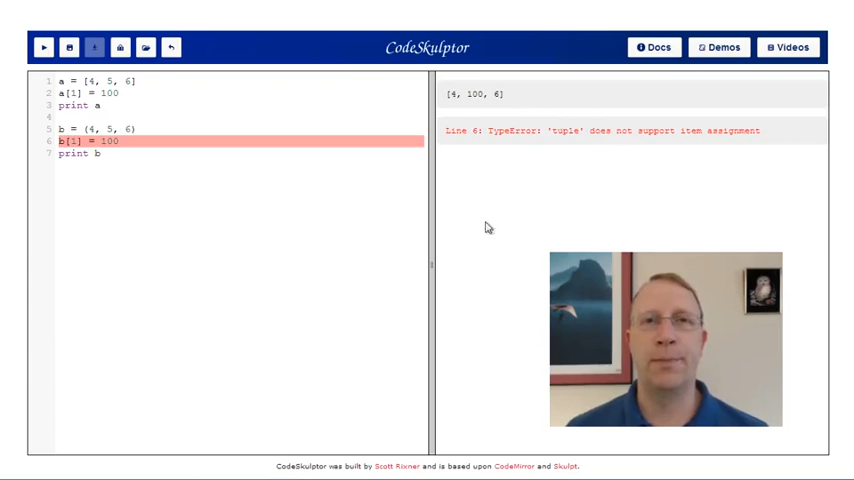 CodeSkulptor
Docs
Demos
Videos
1 a = [4, 5, 6]
2 a[1] = 100
3 print a
4
5 b = (4, 5, 6)
6 b[1] = 100
7 print b
[4, 100, 6]
Line 6: TypeError: 'tuple' does not support item assignment
CodeSkulptor was built by Scott Rixner and is based upon CodeMirror and Skulpt.